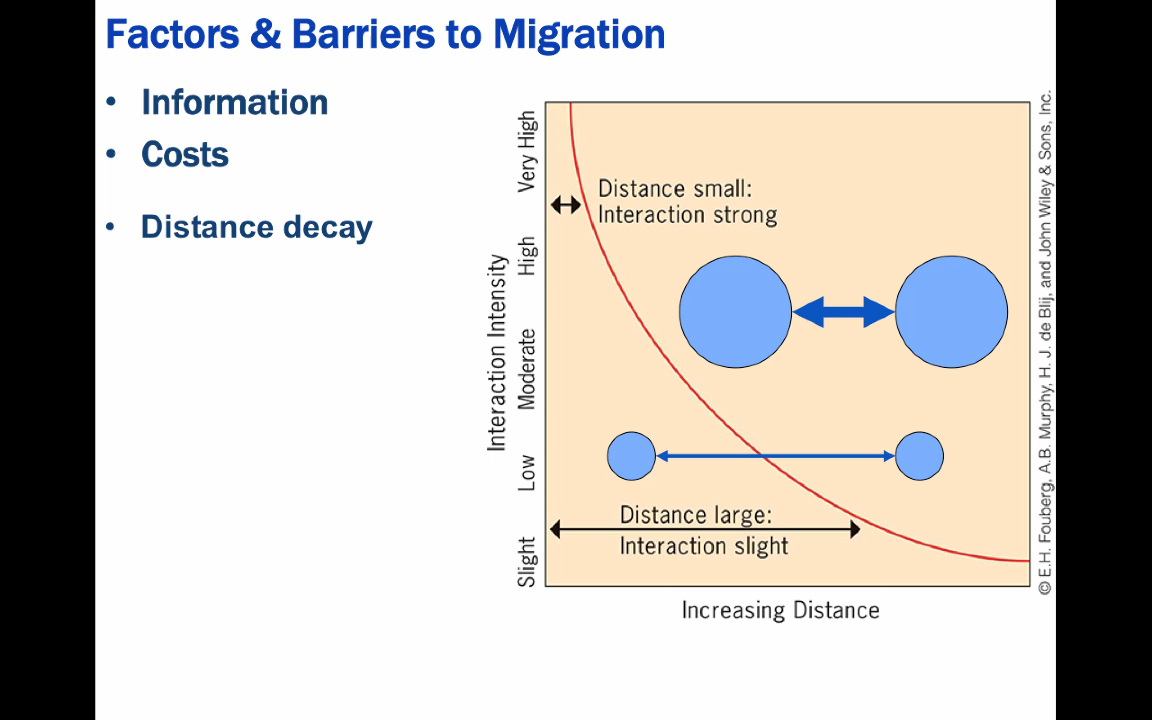 Factors & Barriers to Migration
• Information
• Costs
• Distance decay
Interaction Intensity
Very High
High
Moderate
Low
Slight
Distance small:
Interaction strong
Distance large:
Interaction slight
Increasing Distance
© E.H. Fouberg, A.B. Murphy, H. J. de Blij, and John Wiley & Sons, Inc.